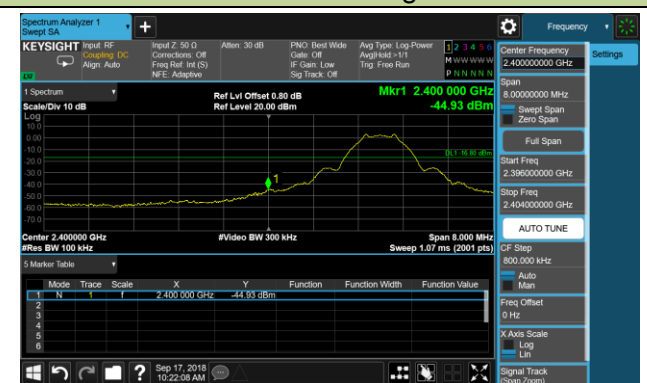 Spectrum Analyzer 1
Swept SA
+
Frequency
KEYSIGHT Input: RF
Coupling: DC
Align: Auto
Input Z: 50 Ω
Corrections: Off
Freq Ref: Int (S)
NFE: Adaptive
Atten: 30 dB
PNO: Best Wide
Gate: Off
IF Gain: Low
Sig Track: Off
Avg Type: Log-Power
Avg|Hold:>1/1
Trig: Free Run
1 2 3 4 5 6
M W W W W W
P N N N N N
Center Frequency
2.400000000 GHz
Settings
Span
8.00000000 MHz
Swept Span
Zero Span
Full Span
Start Freq
2.396000000 GHz
Stop Freq
2.404000000 GHz
AUTO TUNE
CF Step
800.000 kHz
Auto
Man
Freq Offset
0 Hz
X Axis Scale
Log
Lin
Signal Track
(Span Zoom)
1 Spectrum
Scale/Div 10 dB
Ref Lvl Offset 0.80 dB
Ref Level 20.00 dBm
Mkr1 2.400 000 GHz
-44.93 dBm
Log
10.0
0.00
-10.0
-20.0
-30.0
-40.0
-50.0
-60.0
-70.0
1
Center 2.400000 GHz
#Res BW 100 kHz
#Video BW 300 kHz
Span 8.000 MHz
Sweep 1.07 ms (2001 pts)
5 Marker Table
Mode Trace Scale X Y Function Function Width Function Value
1 N 1 f 2.400 000 GHz -44.93 dBm
2
3
4
5
6
?
Sep 17, 2018
10:22:08 AM